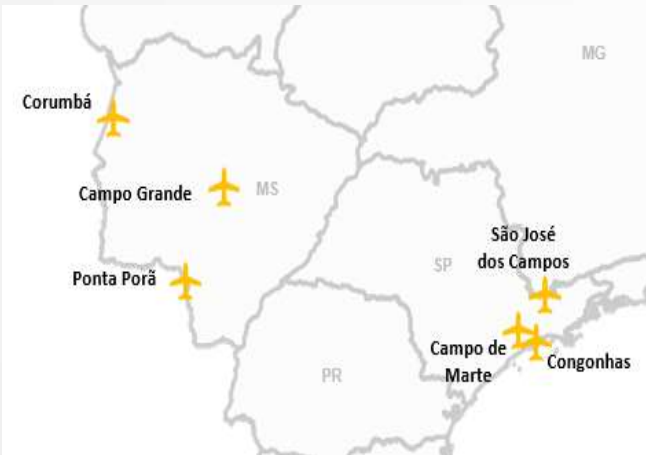 MG
Corumbá
Campo Grande
MS
São José
dos Campos
SP
Ponta Porã
Campo de
Marte
Congonhas
PR